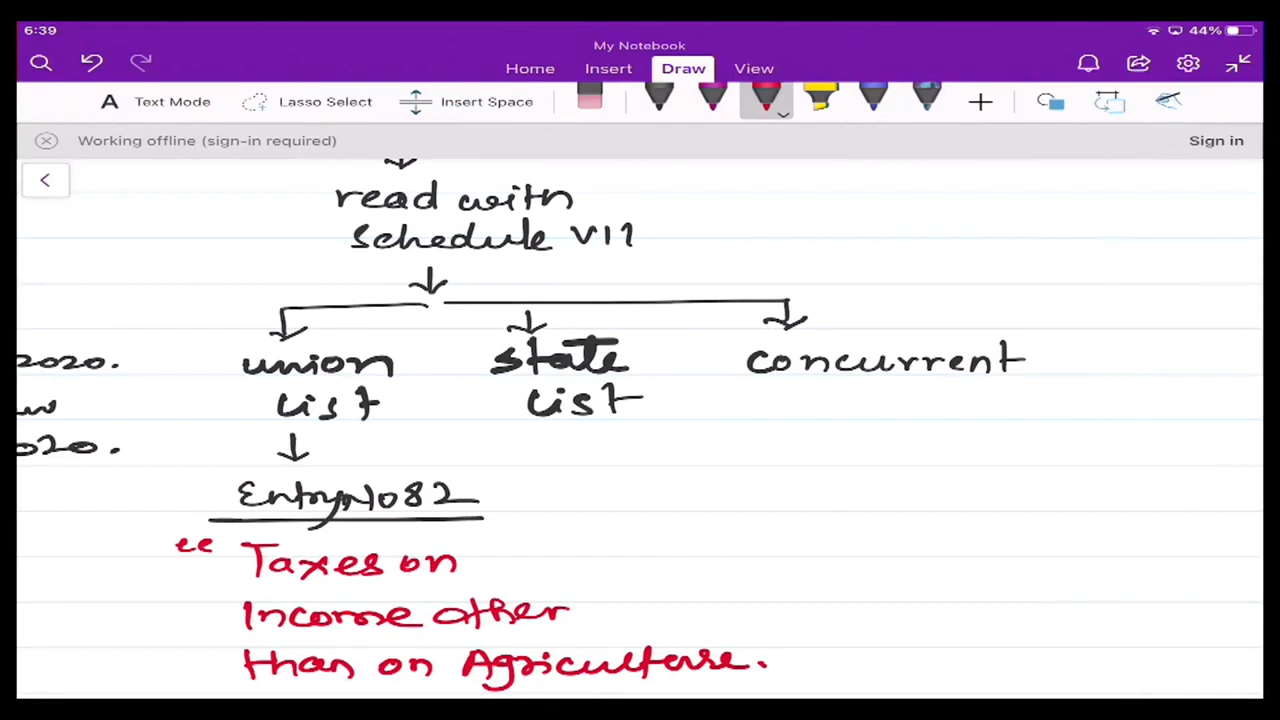 6:39
44%
My Notebook
Home Insert Draw View
A Text Mode Lasso Select Insert Space
Working offline (sign-in required) Sign in
read with
Schedule VII
2020. union state concurrent
list list
020.
Entry No 82
"Taxes on
Income other
than on Agriculture.